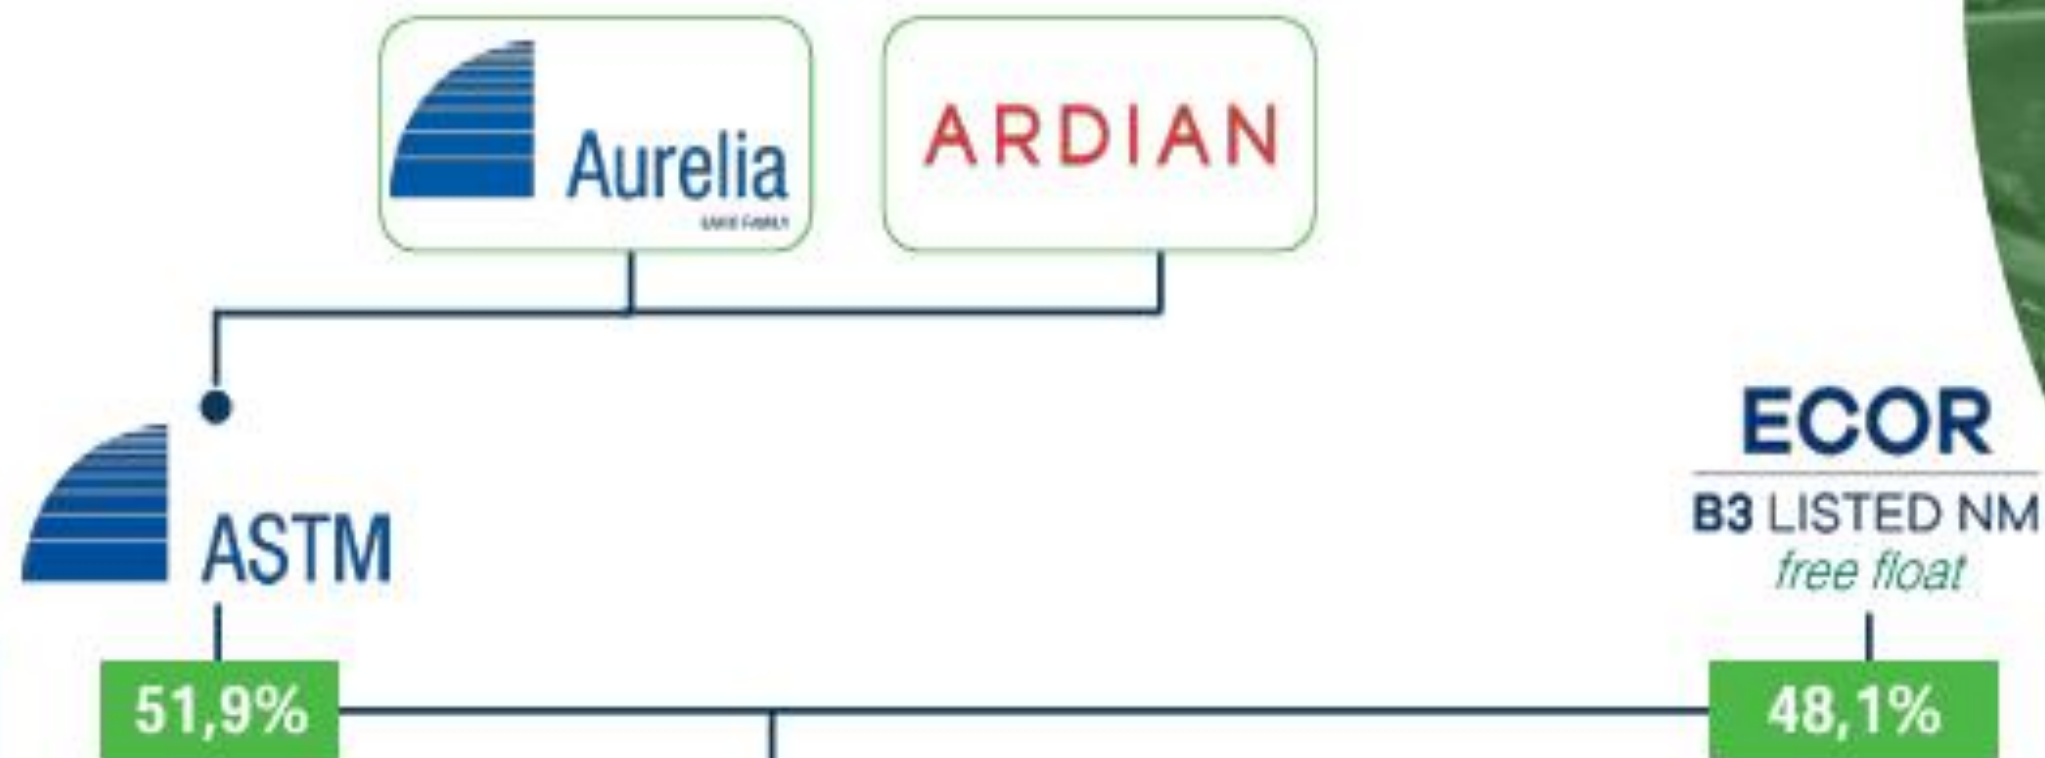 Aurelia
ARDIAN
ASTM
ECOR
B3 LISTED NM
free float
51,9%
48,1%